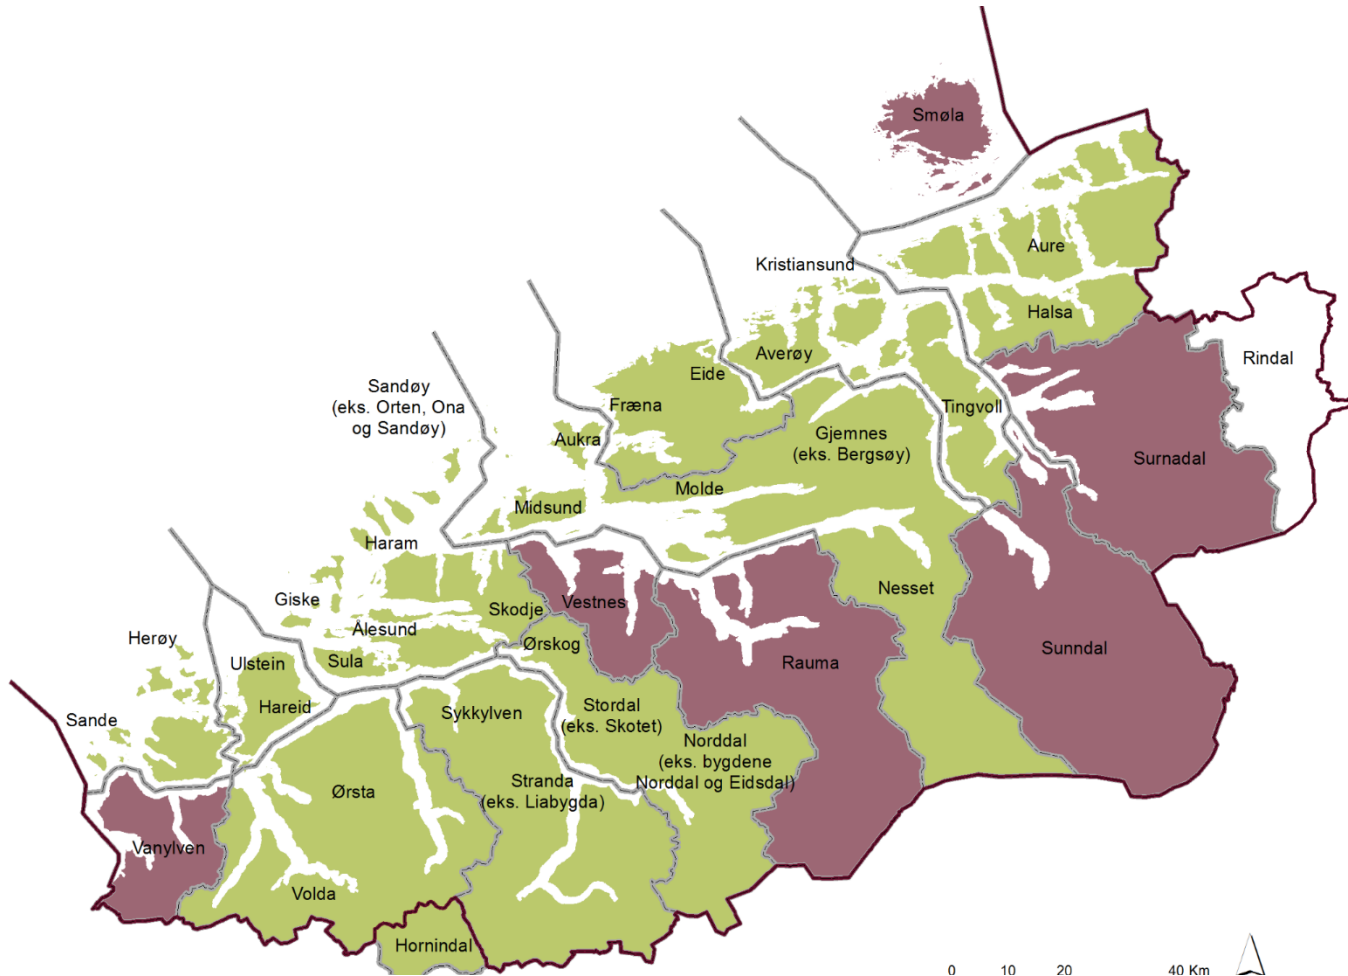 Smøla
Aure
Kristiansund
Halsa
Rindal
Averøy
Eide
Sandøy
(eks. Orten, Ona
og Sandøy)
Fræna
Tingvoll
Aukra
Gjemnes
(eks. Bergsøy)
Surnadal
Molde
Midsund
Haram
Nesset
Giske
Vestnes
Skodje
Ålesund
Herøy
Ørskog
Sunndal
Ulstein
Sula
Rauma
Hareid
Stordal
(eks. Skotet)
Sykkylven
Sande
Norddal
(eks. bygdene
Norddal og Eidsdal)
Stranda
(eks. Liabygda)
Ørsta
Vanylven
Volda
Hornindal
0 10 20 40 Km